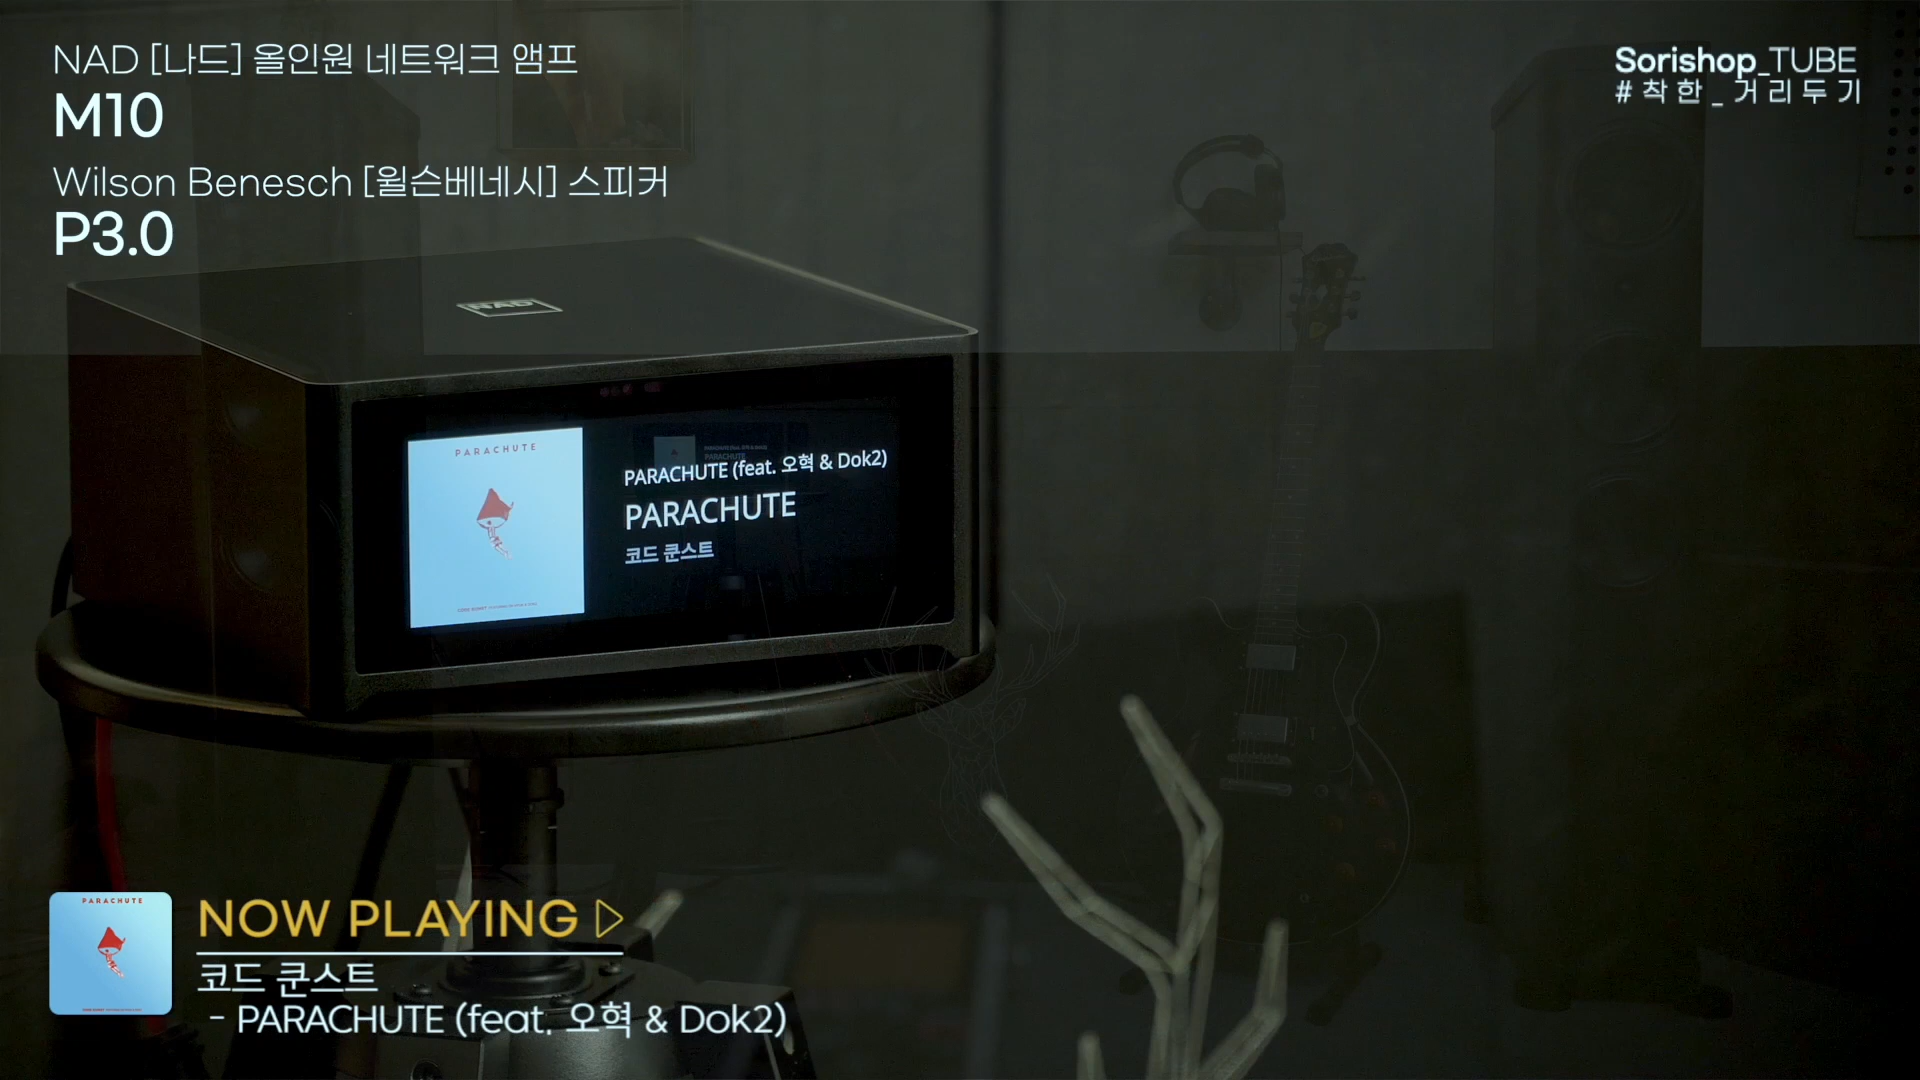 NAD [나드] 올인원 네트워크 앰프
M10
Wilson Benesch [윌슨베네시] 스피커
P3.0
Sorishop_TUBE
#착한_거리두기
NAD
PARACHUTE
PARACHUTE (feat. 오혁 & Dok2)
PARACHUTE
코드 쿤스트
PARACHUTE
NOW PLAYING
코드 쿤스트
- PARACHUTE (feat. 오혁 & Dok2)